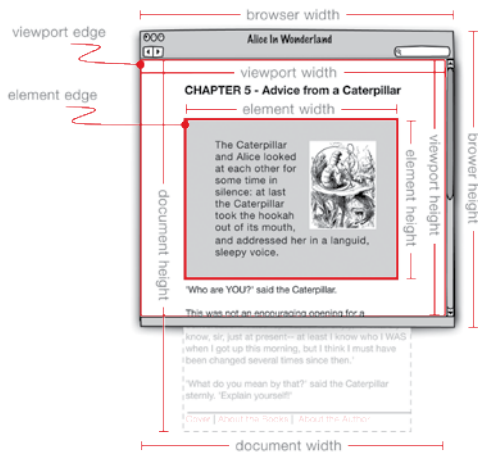 browser width
viewport edge
Alice In Wonderland
viewport width
element edge
CHAPTER 5 - Advice from a Caterpillar
element width
The Caterpillar
and Alice looked
at each other for
some time in
silence: at last
the Caterpillar
took the hookah
out of its mouth,
and addressed her in a languid,
sleepy voice.
element height
viewport height
brower height
document height
'Who are YOU?' said the Caterpillar.
This was not an encouraging opening for a
know, sir, just at present—at least I know who I WAS
when I got up this morning, but I think I must have
been changed several times since then.'
'What do you mean by that?' said the Caterpillar
sternly. 'Explain yourself!'
Cover | About the Books | About the Author
document width